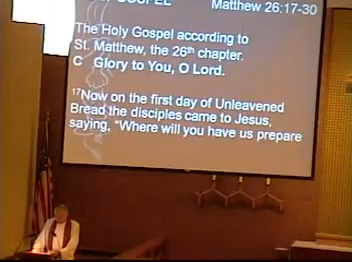 GOSPEL Matthew 26:17-30
The Holy Gospel according to
St. Matthew, the 26th chapter.
C Glory to You, O Lord.
17Now on the first day of Unleavened
Bread the disciples came to Jesus,
saying, “Where will you have us prepare